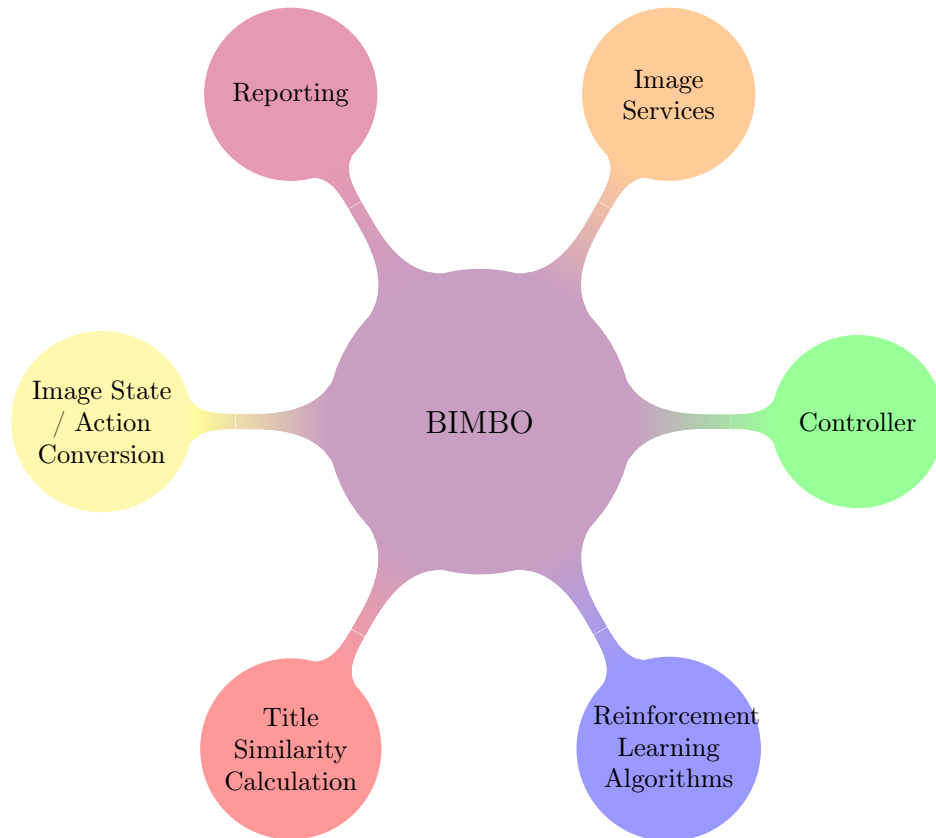 Reporting
Image
Services
Image State
/ Action
Conversion
BIMBO
Controller
Title
Similarity
Calculation
Reinforcement
Learning
Algorithms